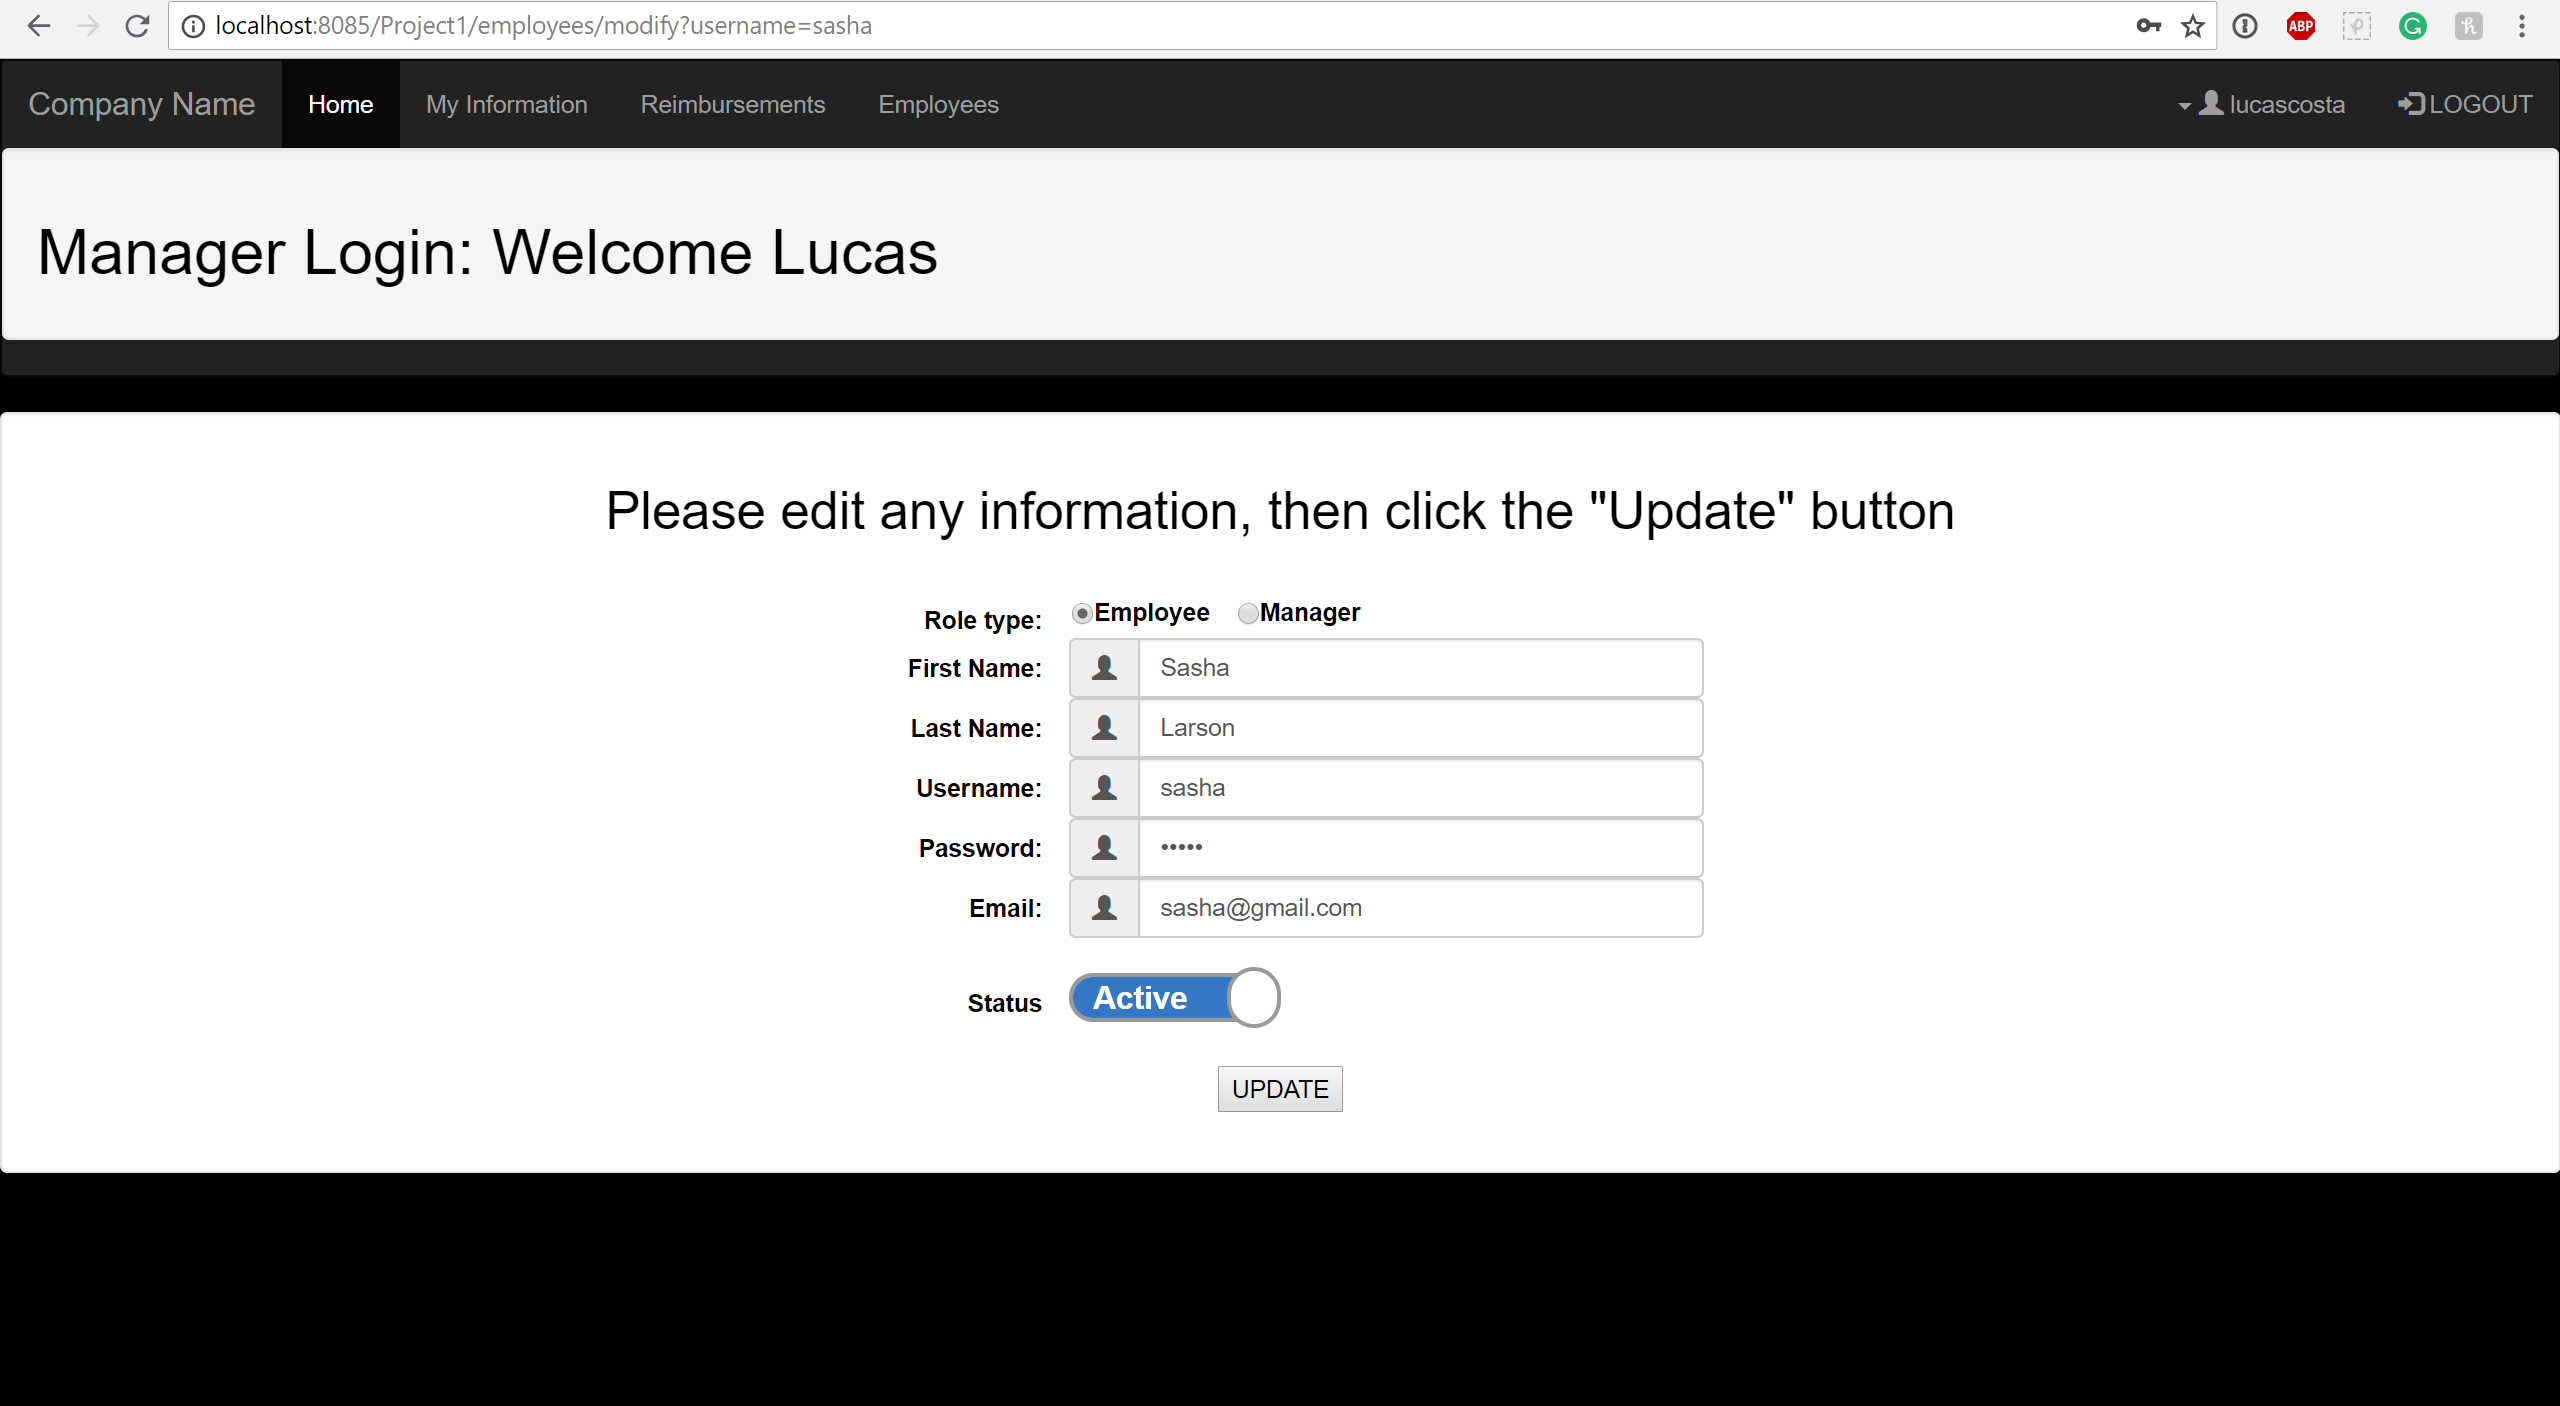 localhost:8085/Project1/employees/modify?username=sasha
ABP
Company Name Home My Information Reimbursements Employees lucascosta LOGOUT
Manager Login: Welcome Lucas
Please edit any information, then click the "Update" button
Role type: Employee Manager
First Name: Sasha
Last Name: Larson
Username: sasha
Password: •••••
Email: sasha@gmail.com
Status Active
UPDATE